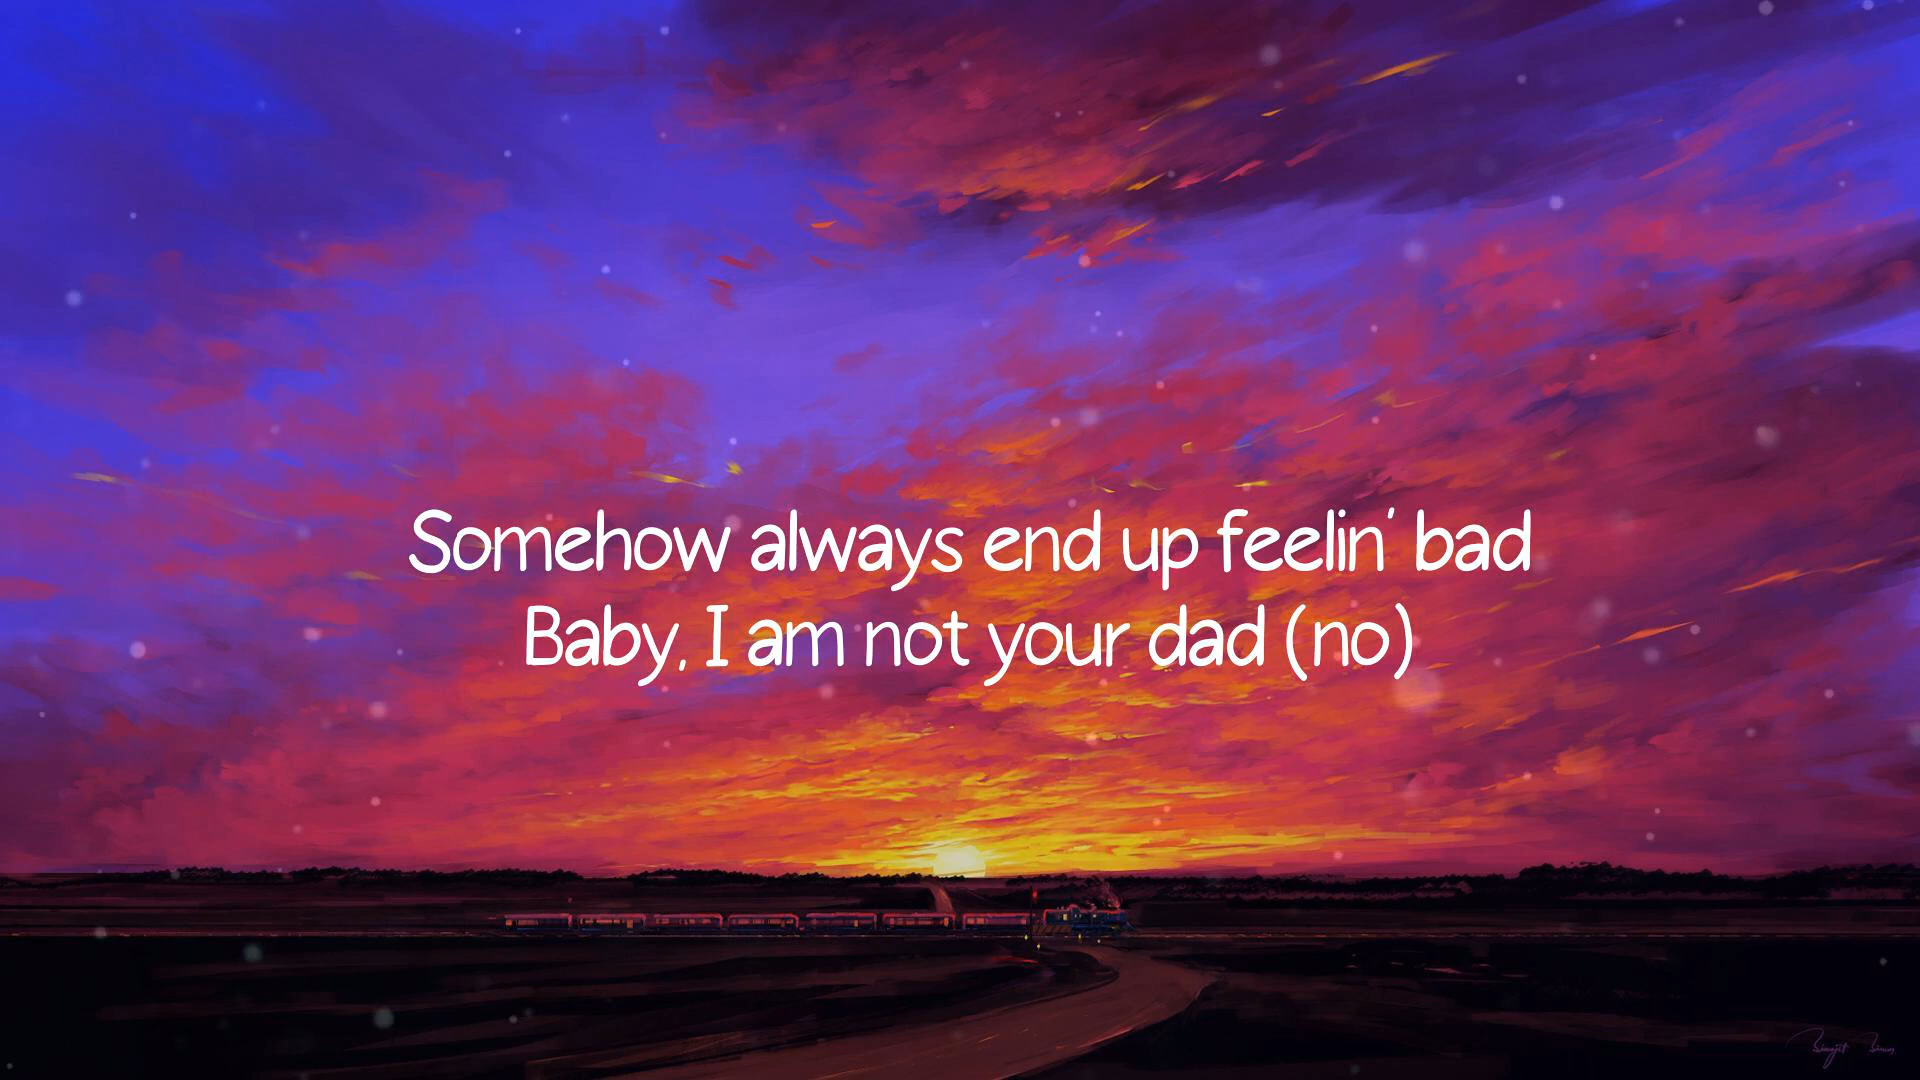 Somehow always end up feelin' bad
Baby, I am not your dad (no)